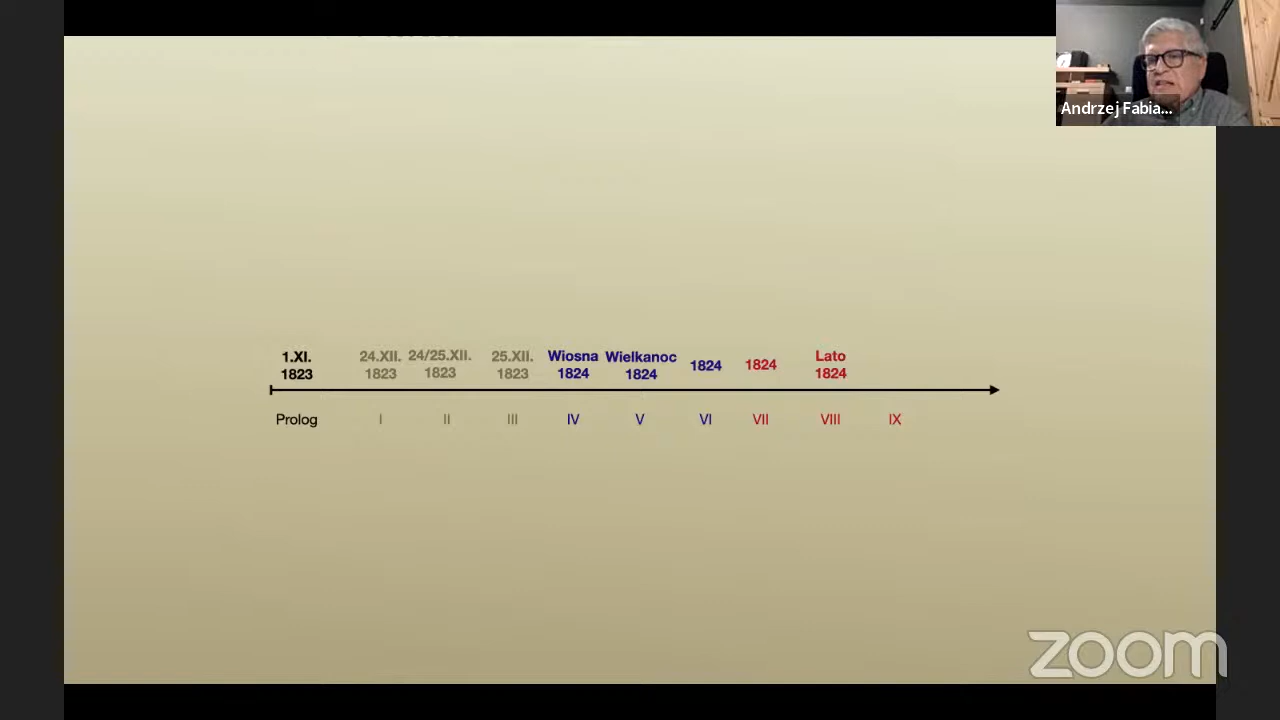 Andrzej Fabia...
1.XI. 24.XII. 24/25.XII. 25.XII. Wiosna Wielkanoc 1824 1824 Lato
1823 1823 1823 1823 1824 1824 1824
Prolog I II III IV V VI VII VIII IX
zoom